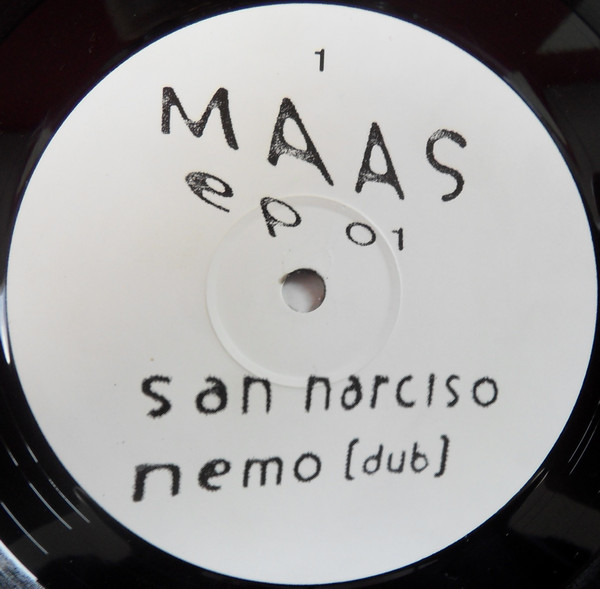 1
MAAS
ep 01
san narciso
nemo [dub]